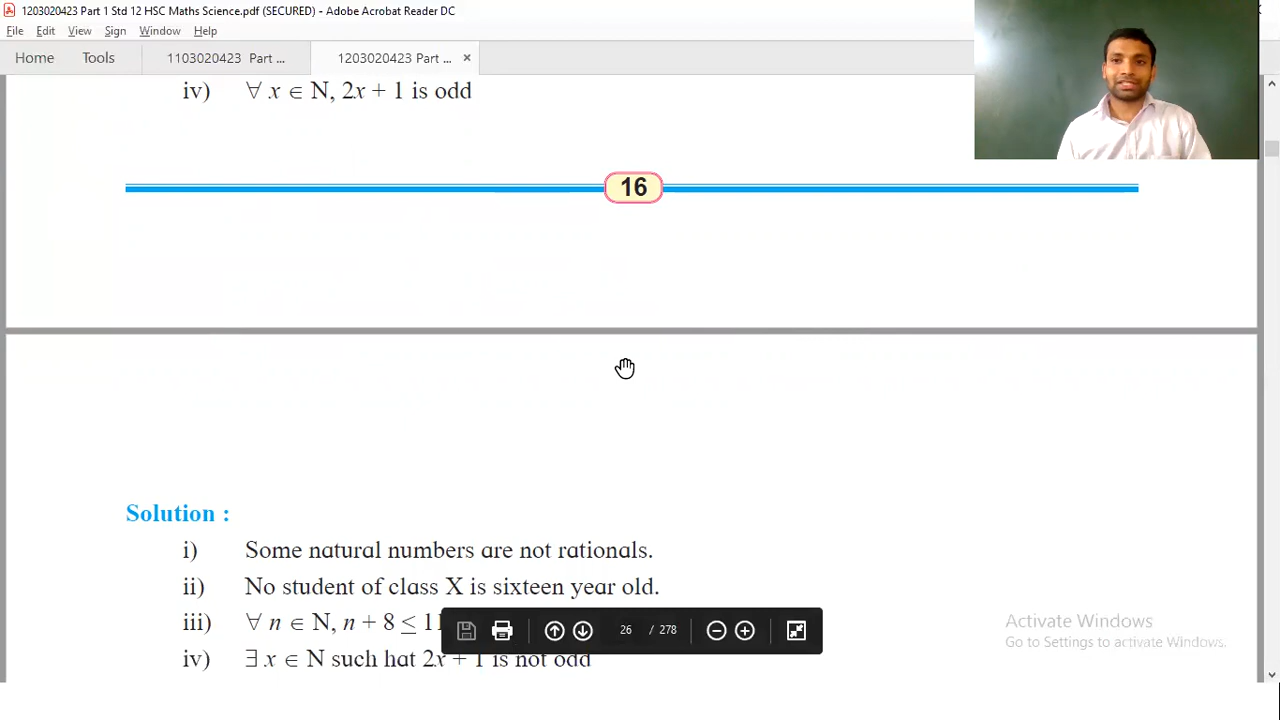 1203020423 Part 1 Std 12 HSC Maths Science.pdf (SECURED) - Adobe Acrobat Reader DC
File Edit View Sign Window Help
Home Tools 1103020423 Part ... 1203020423 Part ... ×
iv) ∀ x ∈ N, 2x + 1 is odd
16
Solution :
i) Some natural numbers are not rationals.
ii) No student of class X is sixteen year old.
iii) ∀ n ∈ N, n + 8 ≤ 11
26 / 278
iv) ∃ x ∈ N such hat 2x + 1 is not odd
Activate Windows
Go to Settings to activate Windows.